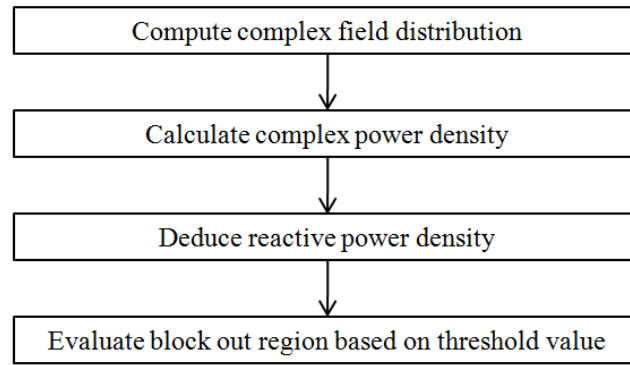 Compute complex field distribution
Calculate complex power density
Deduce reactive power density
Evaluate block out region based on threshold value